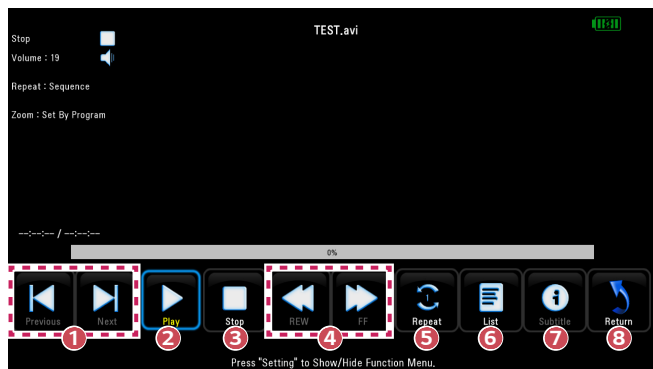 TEST.avi
Stop
Volume : 19
Repeat : Sequence
Zoom : Set By Program
--:--:-- / --:--:--
0%
1
Previous Next Play Stop REW FF Repeat List Subtitle Return
1 2 3 4 5 6 7 8
Press "Setting" to Show/Hide Function Menu.